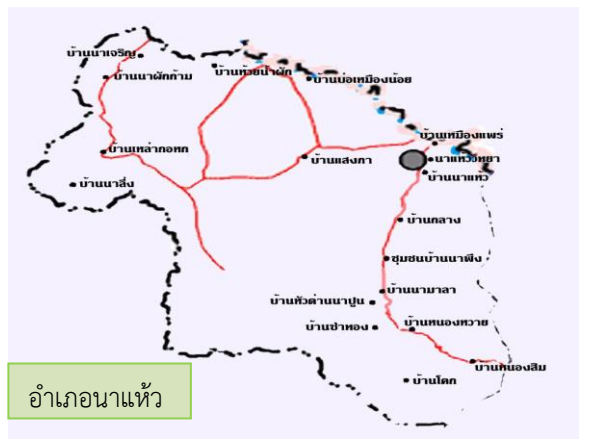 บ้านนาเจริญ
บ้านนาผักก้าม
บ้านห้วยน้ำผัก
บ้านบ่อเหมืองน้อย
บ้านเหมืองแพร่
บ้านเหล่ากอหก
บ้านแสงภา
นาแห้ววิทยา
บ้านนาแห้ว
บ้านนาลึ่ง
บ้านกลาง
ชุมชนบ้านนาพึง
บ้านนามาลา
บ้านหัวด่านนาปูน
บ้านซำทอง
บ้านหนองหวาย
บ้านหนองสิม
บ้านโคก
อำเภอนาแห้ว